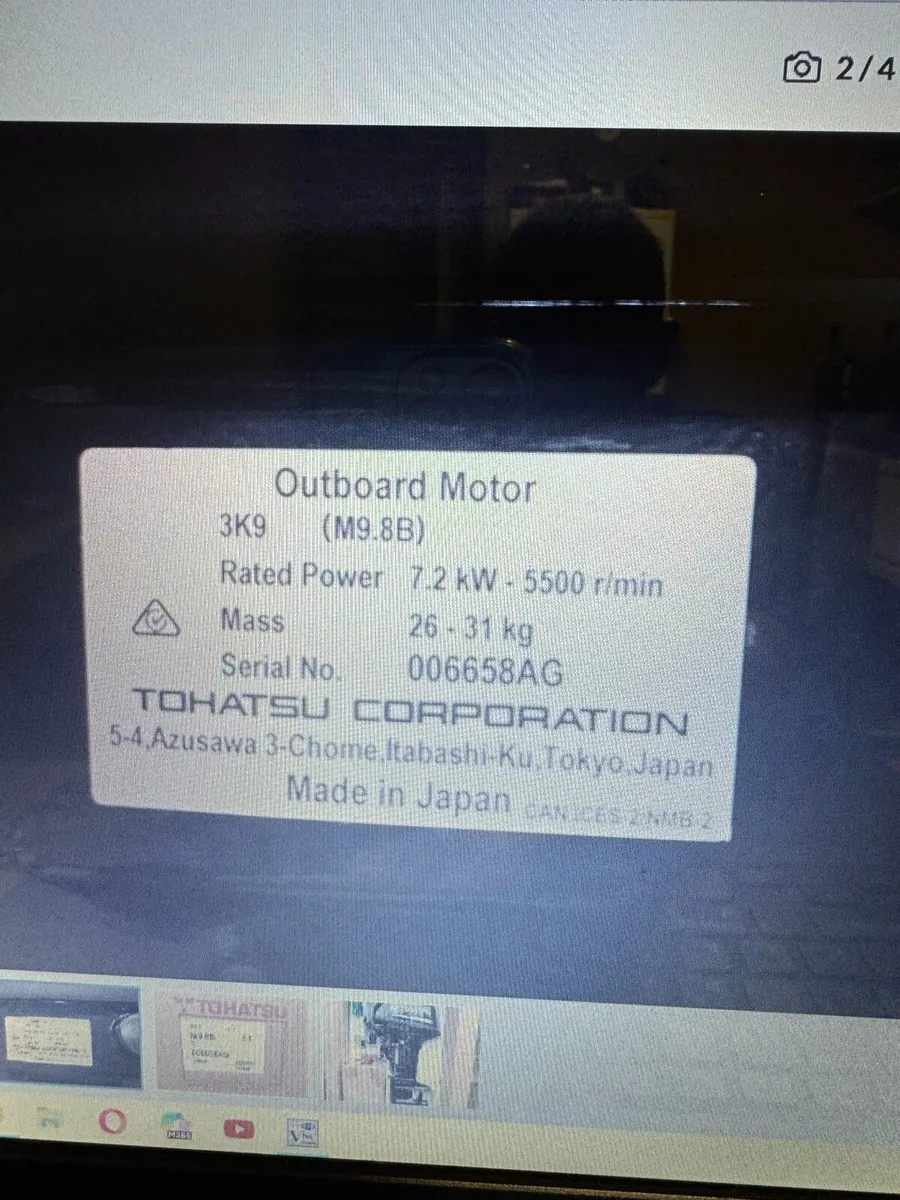 2/4
Outboard Motor
3K9 (M9.8B)
Rated Power 7.2 kW - 5500 r/min
Mass 26 - 31 kg
Serial No. 006658AG
TOHATSU CORPORATION
5-4,Azusawa 3-Chome,Itabashi-Ku,Tokyo,Japan
Made in Japan CAN ICES-2/NMB-2
TOHATSU
M365